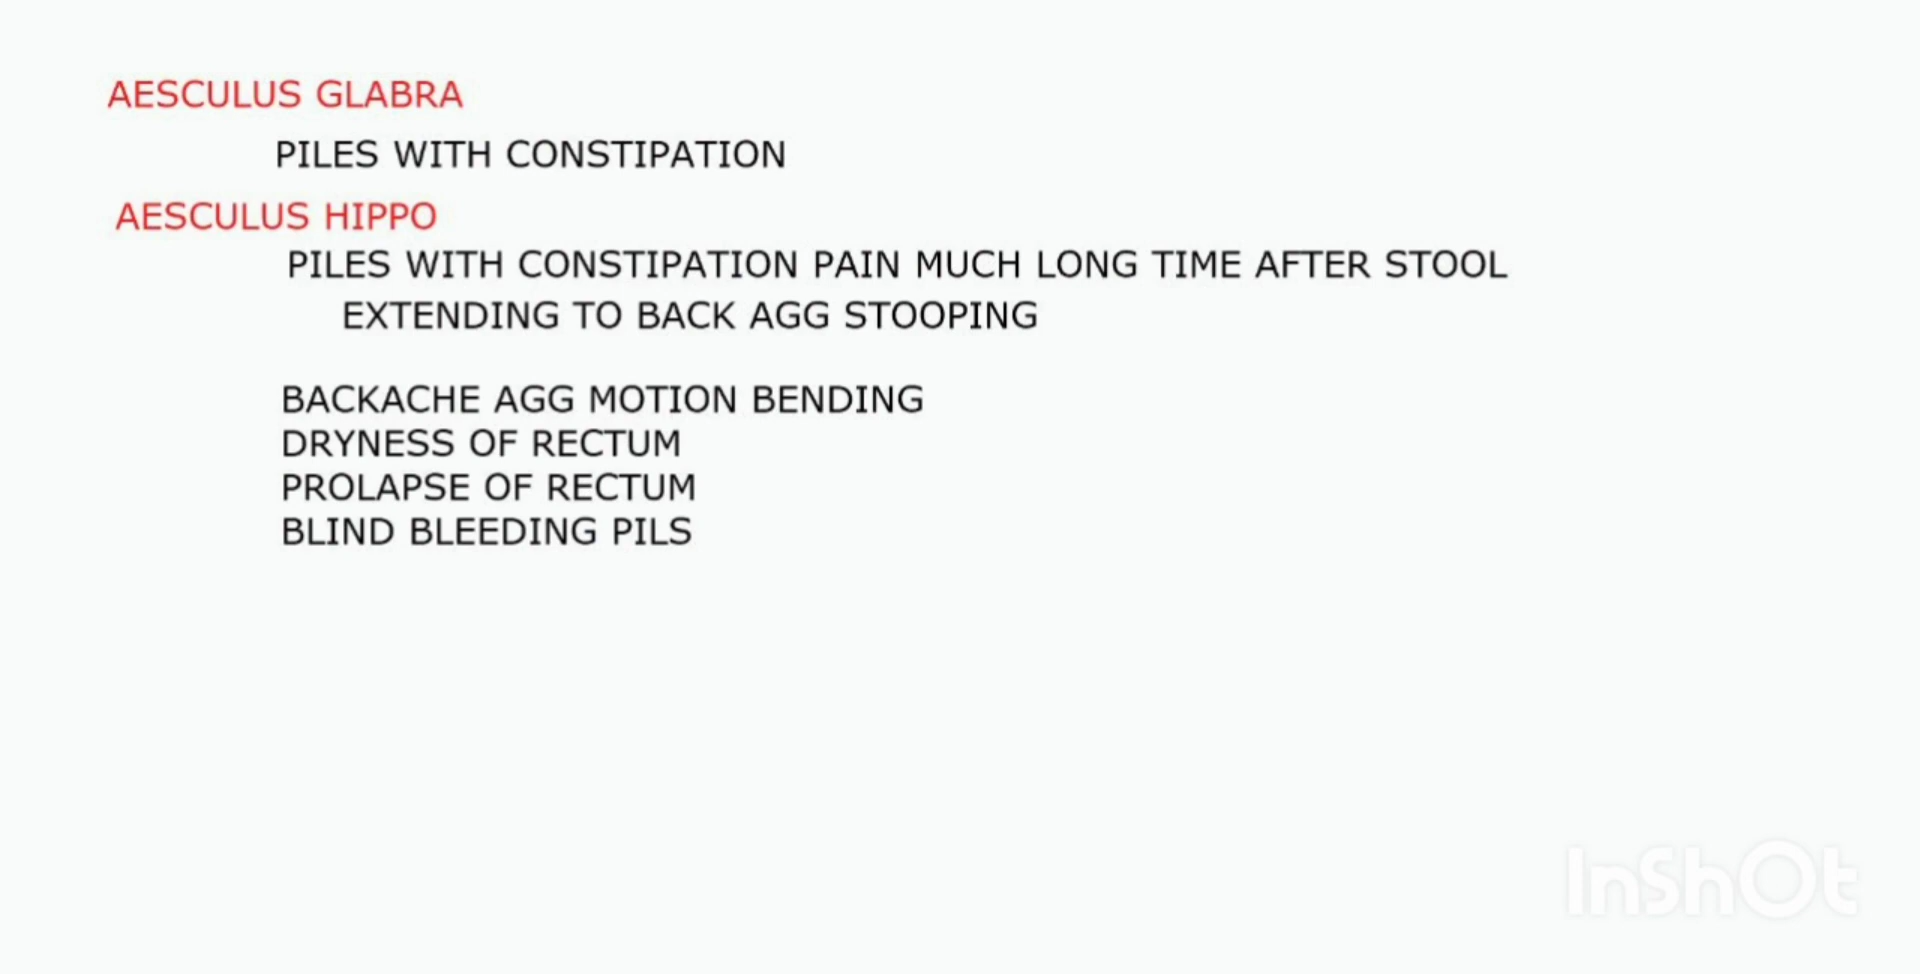 AESCULUS GLABRA
PILES WITH CONSTIPATION
AESCULUS HIPPO
PILES WITH CONSTIPATION PAIN MUCH LONG TIME AFTER STOOL
EXTENDING TO BACK AGG STOOPING
BACKACHE AGG MOTION BENDING
DRYNESS OF RECTUM
PROLAPSE OF RECTUM
BLIND BLEEDING PILS
InShOt